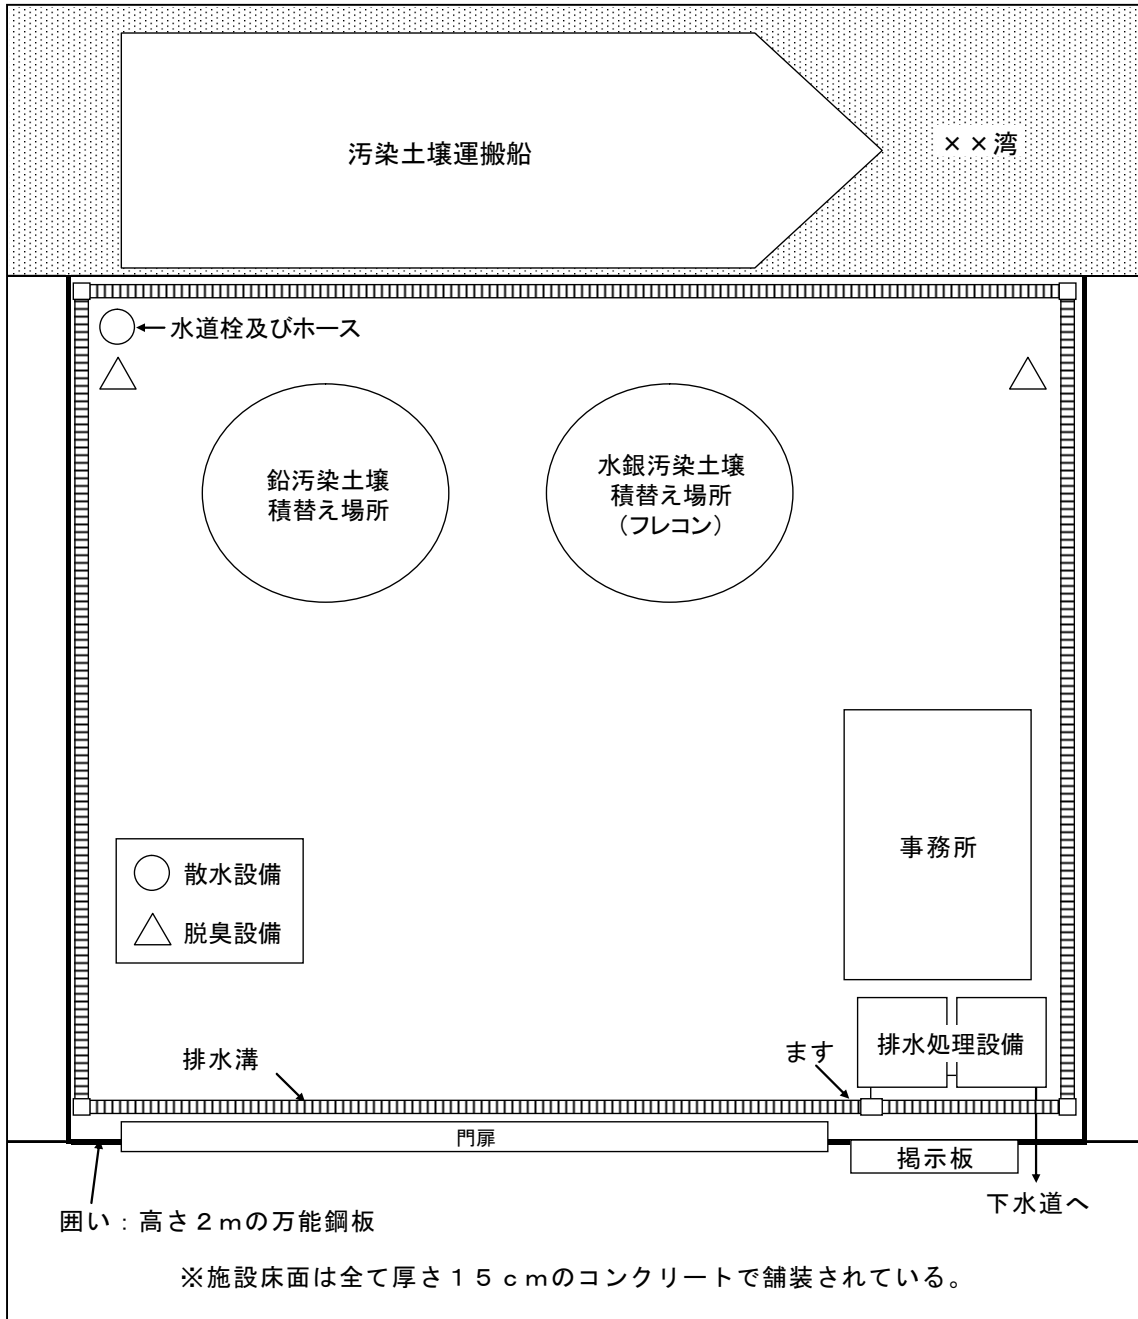 汚染土壌運搬船
××湾
水道栓及びホース
鉛汚染土壌
積替え場所
水銀汚染土壌
積替え場所
（フレコン）
事務所
散水設備
脱臭設備
排水処理設備
排水溝
ます
門扉
掲示板
下水道へ
囲い：高さ２ｍの万能鋼板
※施設床面は全て厚さ１５ｃｍのコンクリートで舗装されている。